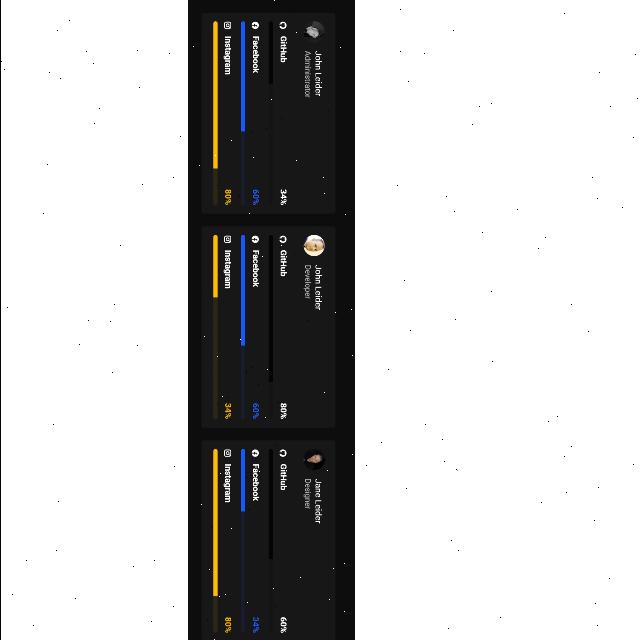 John Leider
Administrator
GitHub 34%
Facebook 60%
Instagram 80%
John Leider
Developer
GitHub 80%
Facebook 60%
Instagram 34%
Jane Leider
Designer
GitHub 60%
Facebook 34%
Instagram 80%